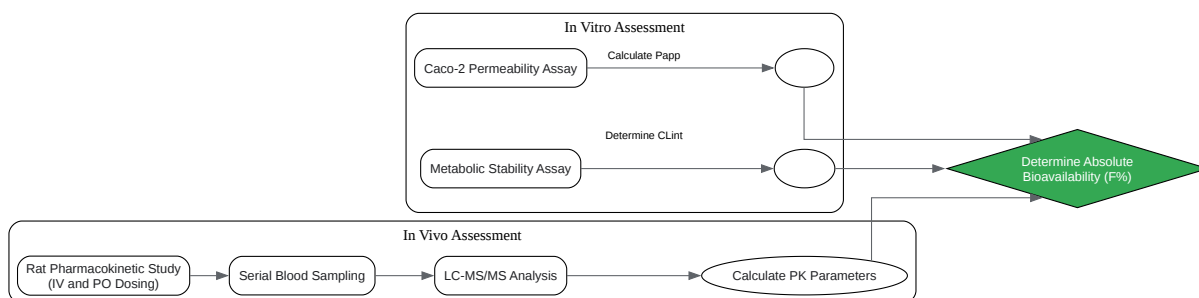 In Vitro Assessment
Caco-2 Permeability Assay
Calculate Papp
Determine CLint
Metabolic Stability Assay
Determine Absolute
Bioavailability (F%)
In Vivo Assessment
Rat Pharmacokinetic Study
(IV and PO Dosing)
Serial Blood Sampling
LC-MS/MS Analysis
Calculate PK Parameters